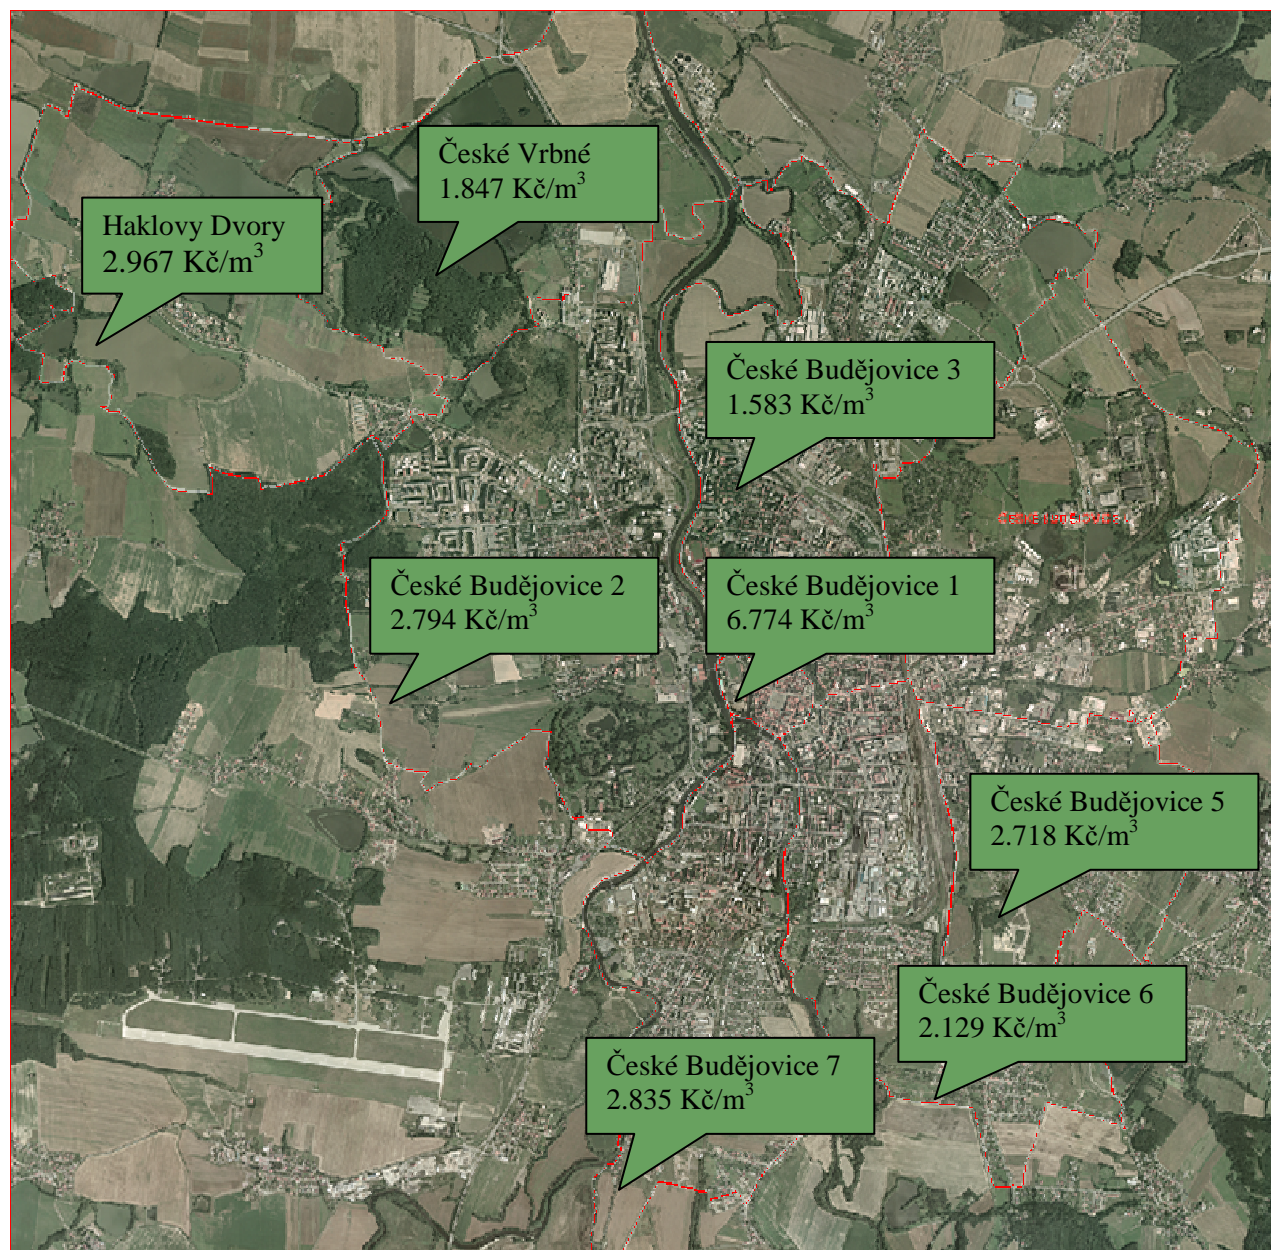 České Vrbné
1.847 Kč/m³
Haklovy Dvory
2.967 Kč/m³
České Budějovice 3
1.583 Kč/m³
České Budějovice 2
2.794 Kč/m³
České Budějovice 1
6.774 Kč/m³
České Budějovice 5
2.718 Kč/m³
České Budějovice 6
2.129 Kč/m³
České Budějovice 7
2.835 Kč/m³